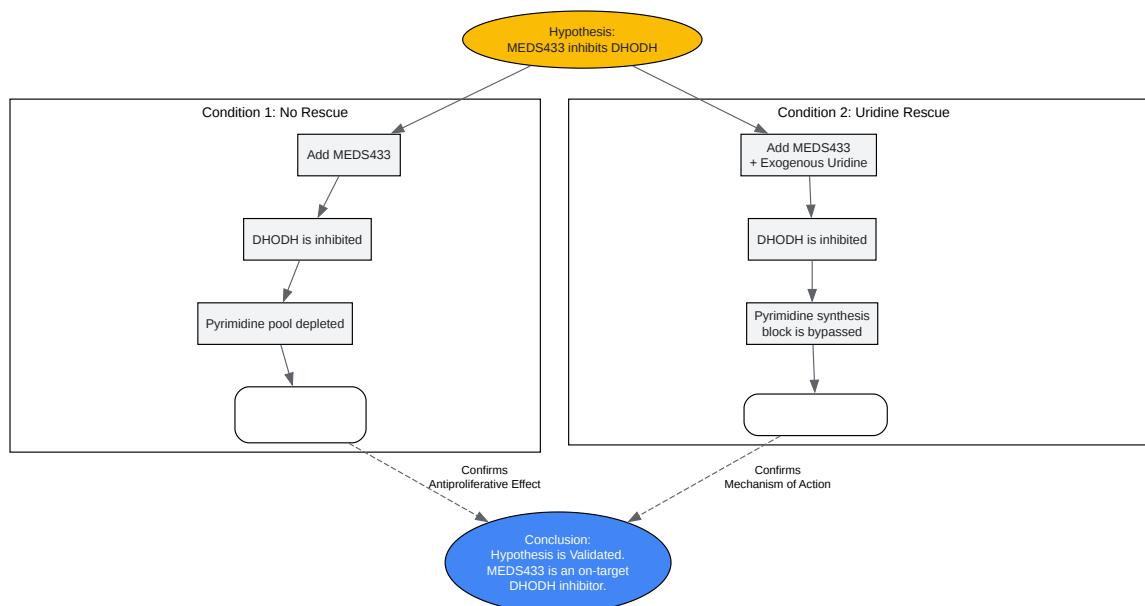 Hypothesis:
MEDS433 inhibits DHODH
Condition 1: No Rescue
Add MEDS433
DHODH is inhibited
Pyrimidine pool depleted
Condition 2: Uridine Rescue
Add MEDS433
+ Exogenous Uridine
DHODH is inhibited
Pyrimidine synthesis
block is bypassed
Confirms
Antiproliferative Effect
Confirms
Mechanism of Action
Conclusion:
Hypothesis is Validated.
MEDS433 is an on-target
DHODH inhibitor.